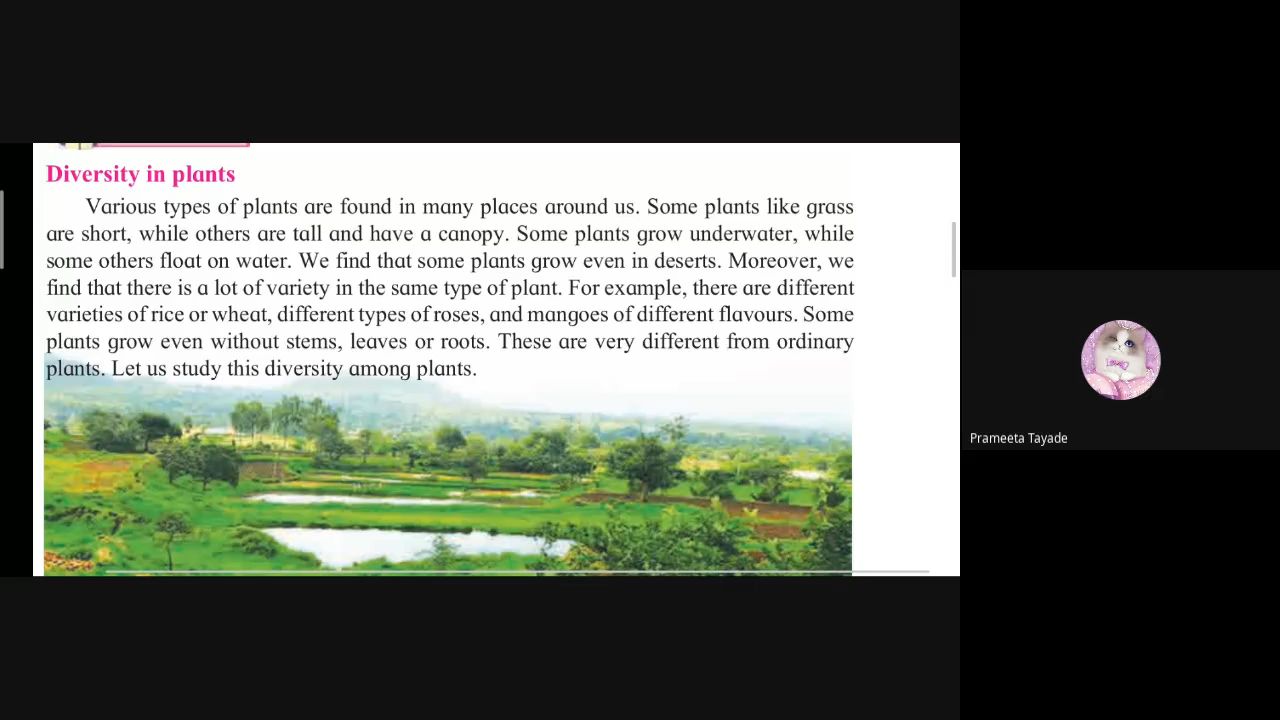 Diversity in plants
Various types of plants are found in many places around us. Some plants like grass
are short, while others are tall and have a canopy. Some plants grow underwater, while
some others float on water. We find that some plants grow even in deserts. Moreover, we
find that there is a lot of variety in the same type of plant. For example, there are different
varieties of rice or wheat, different types of roses, and mangoes of different flavours. Some
plants grow even without stems, leaves or roots. These are very different from ordinary
plants. Let us study this diversity among plants.
Prameeta Tayade